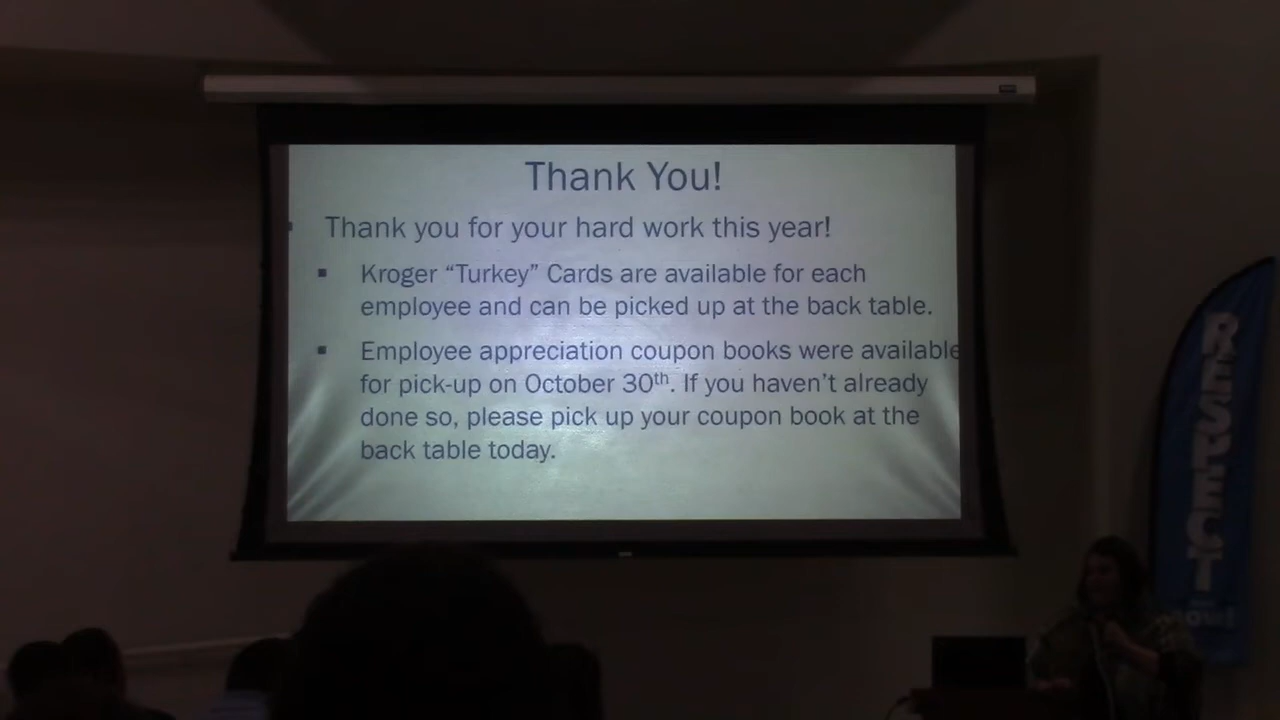 Thank You!
Thank you for your hard work this year!
Kroger “Turkey” Cards are available for each
employee and can be picked up at the back table.
Employee appreciation coupon books were available
for pick-up on October 30th. If you haven’t already
done so, please pick up your coupon book at the
back table today.
RESPECT